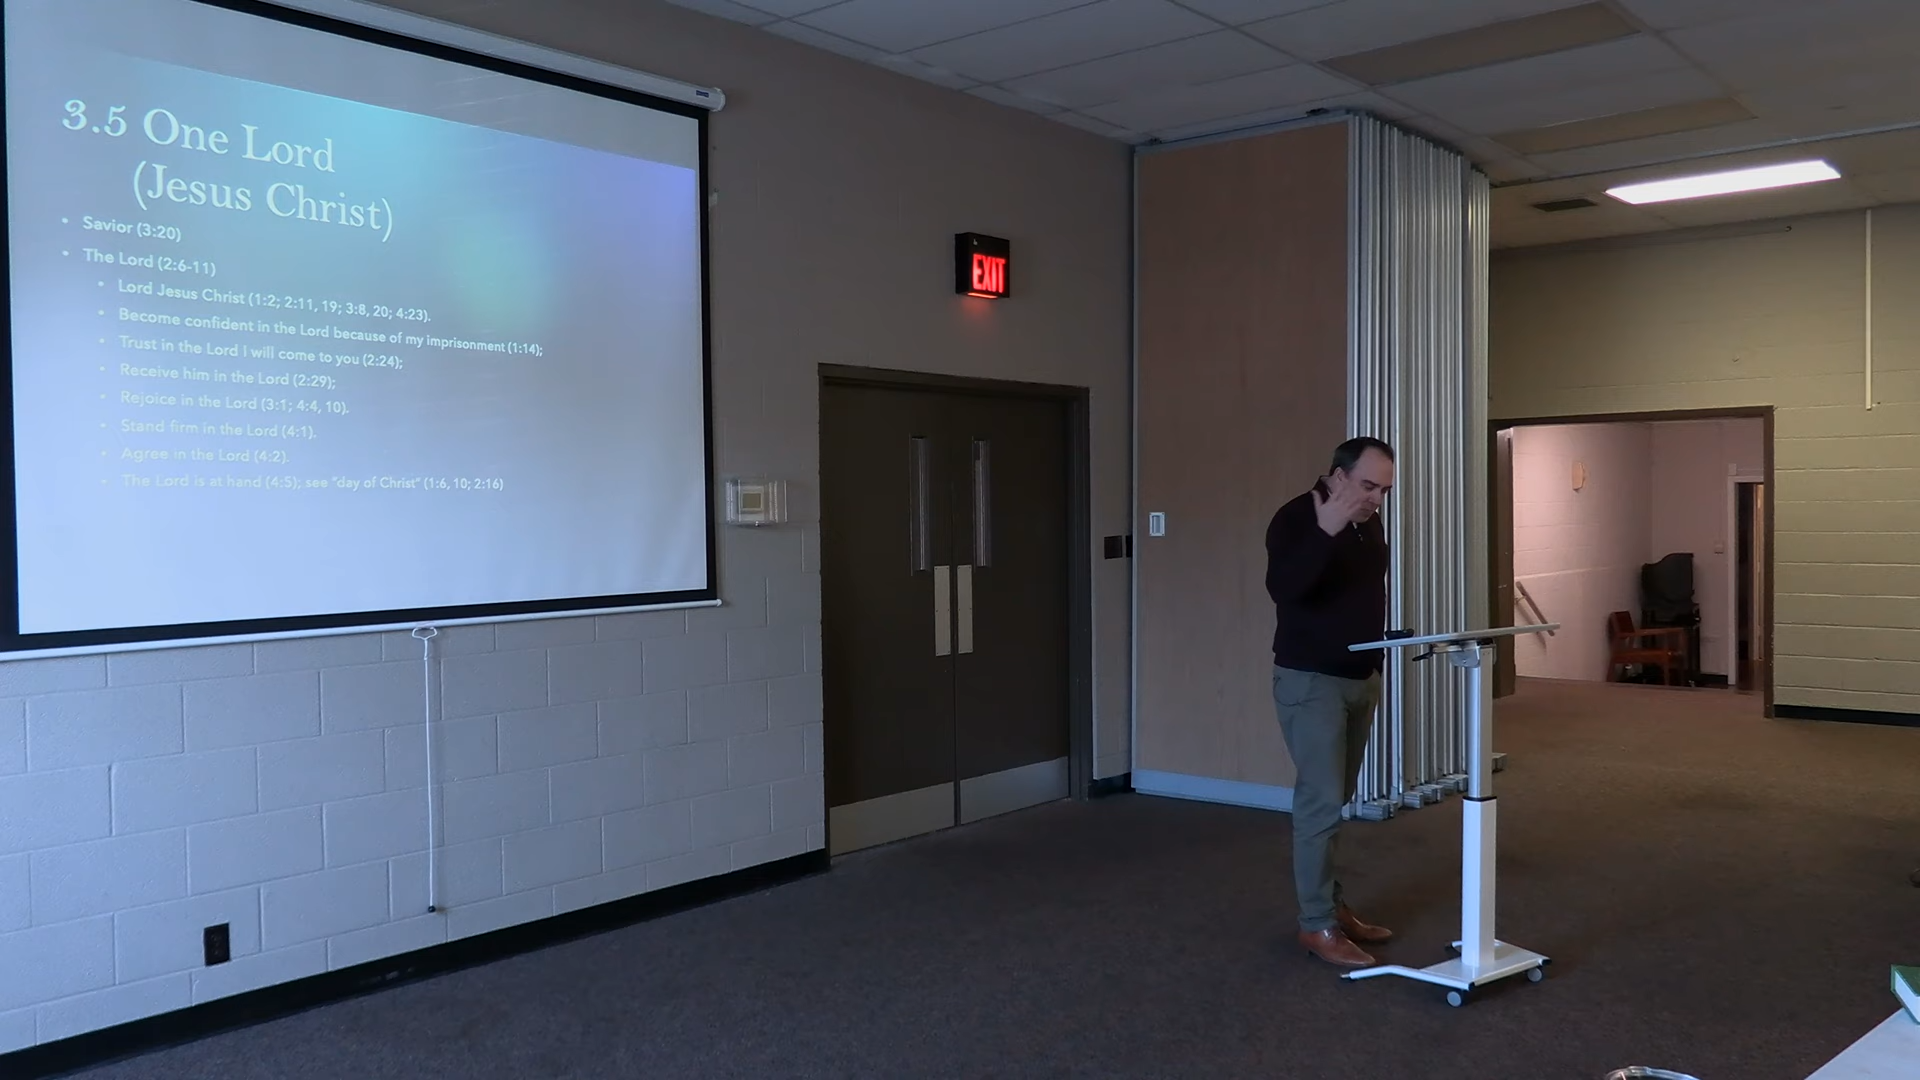 3.5 One Lord
(Jesus Christ)
• Savior (3:20)
• The Lord (2:6-11)
• Lord Jesus Christ (1:2; 2:11, 19; 3:8, 20; 4:23).
• Become confident in the Lord because of my imprisonment (1:14);
• Trust in the Lord I will come to you (2:24);
• Receive him in the Lord (2:29);
• Rejoice in the Lord (3:1; 4:4, 10).
• Stand firm in the Lord (4:1).
• Agree in the Lord (4:2).
• The Lord is at hand (4:5); see "day of Christ" (1:6, 10; 2:16)
EXIT